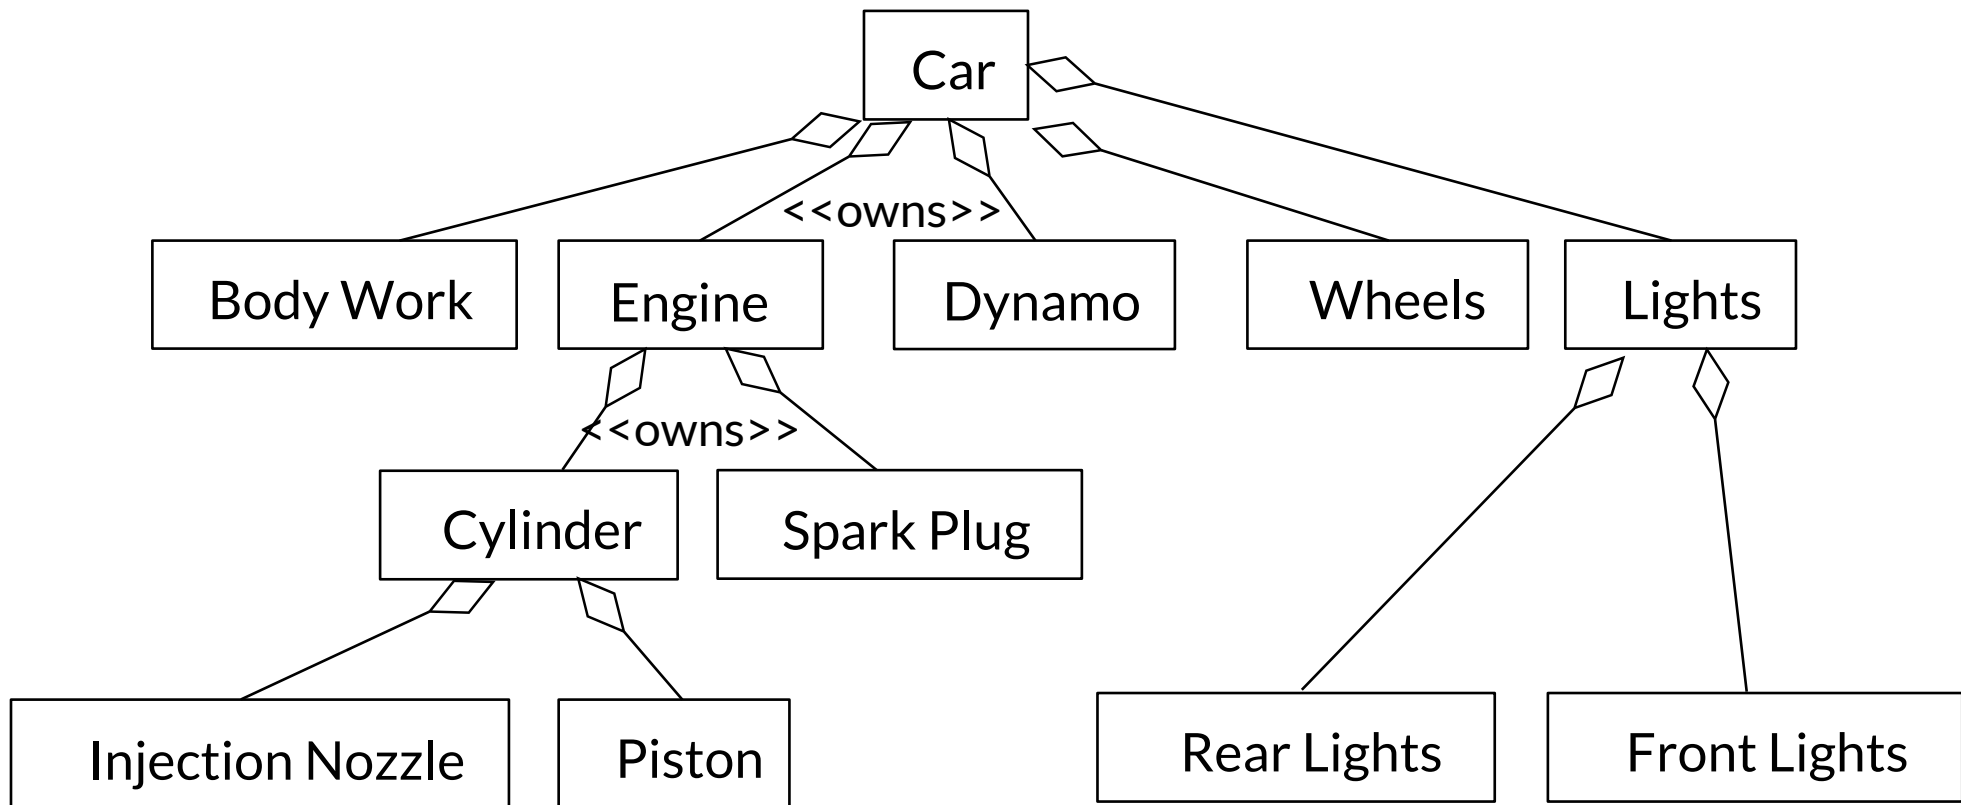 Car
<<owns>>
Body Work
Engine
Dynamo
Wheels
Lights
<<owns>>
Cylinder
Spark Plug
Injection Nozzle
Piston
Rear Lights
Front Lights